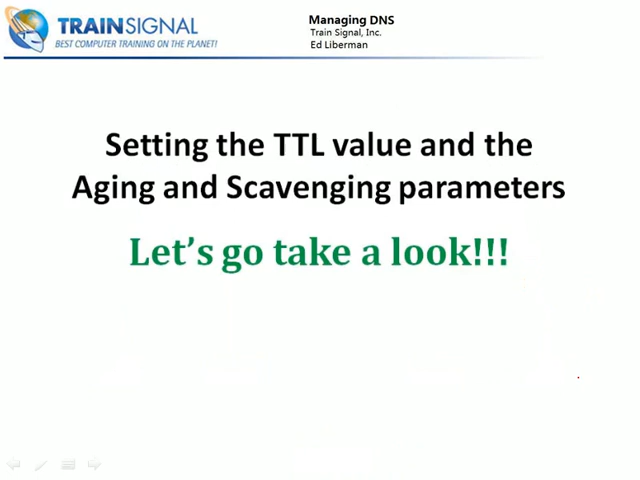 TRAINSIGNAL
BEST COMPUTER TRAINING ON THE PLANET!
Managing DNS
Train Signal, Inc.
Ed Liberman
Setting the TTL value and the
Aging and Scavenging parameters
Let's go take a look!!!